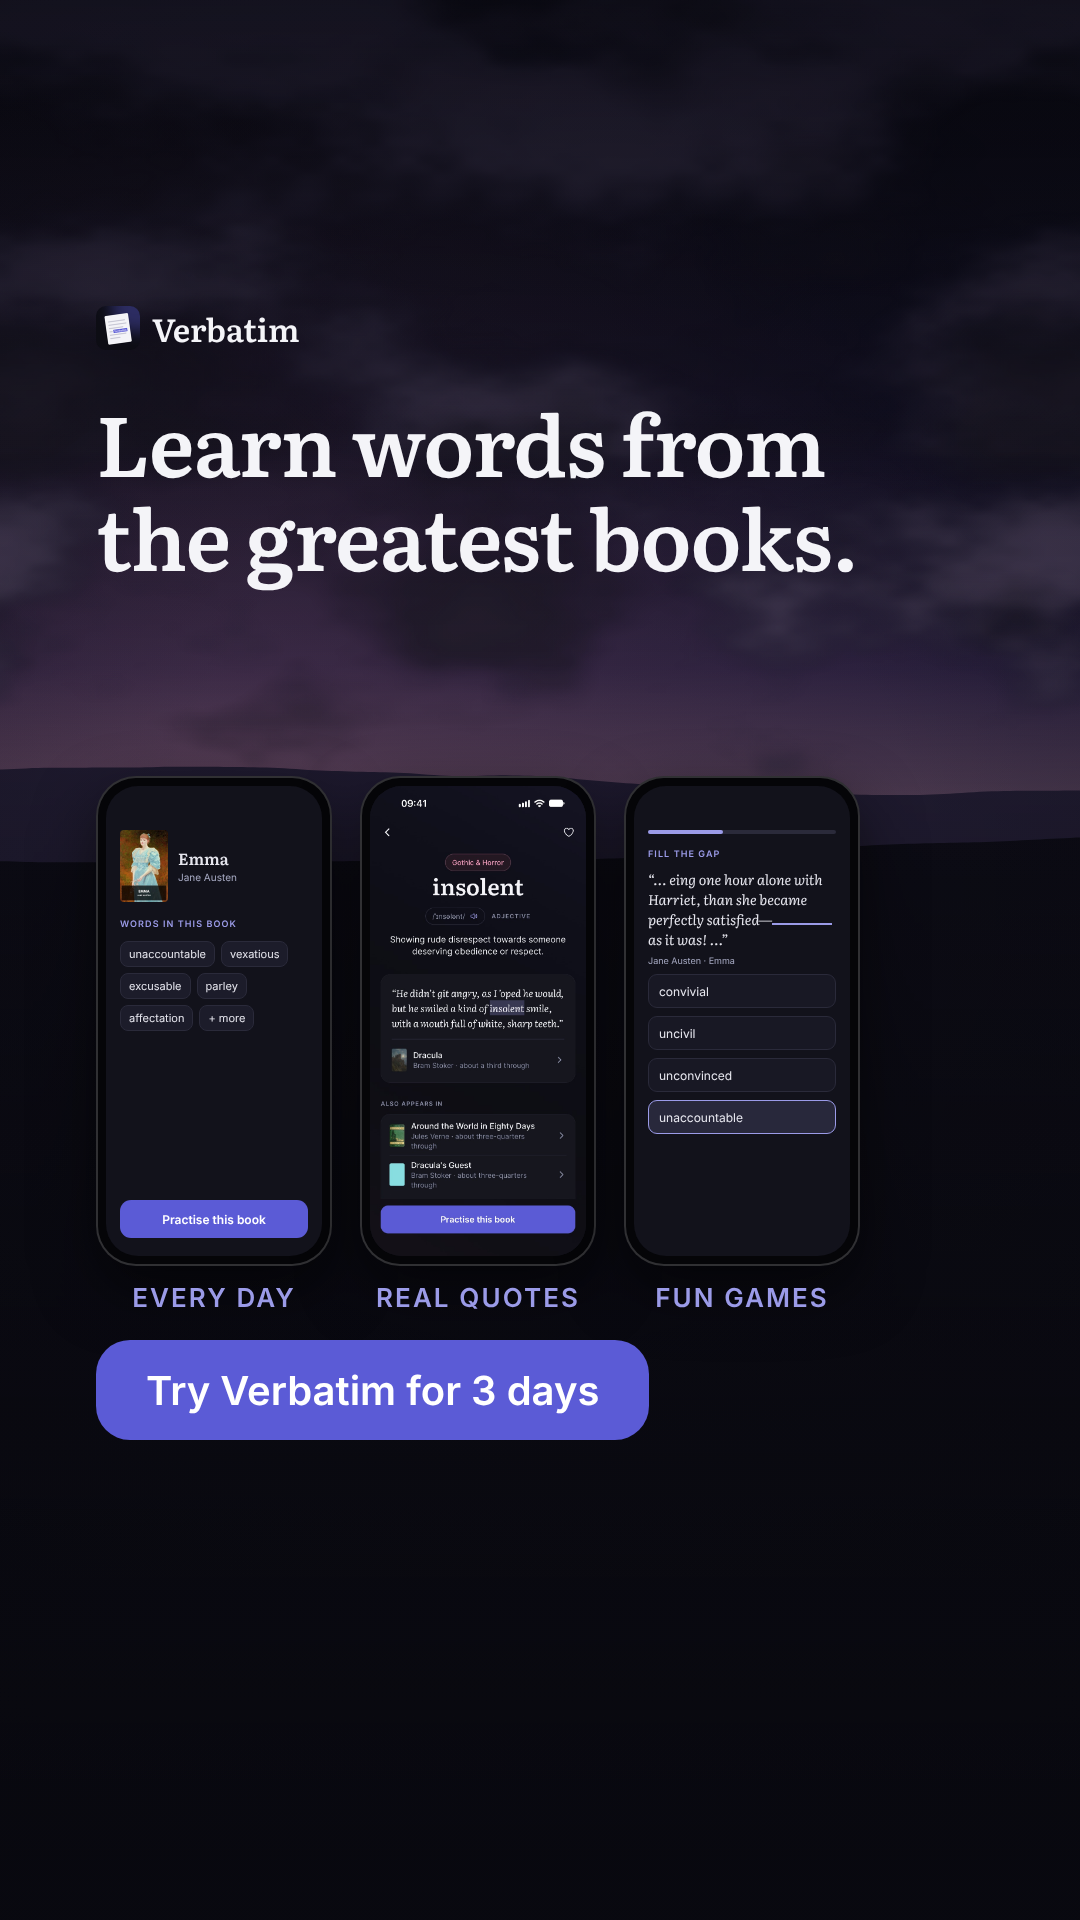 Verbatim
Learn words from
the greatest books.
Emma
Jane Austen
WORDS IN THIS BOOK
unaccountable
vexatious
excusable
parley
affectation
+ more
Practise this book
EVERY DAY
09:41
Gothic & Horror
insolent
/ˈɪnsələnt/
ADJECTIVE
Showing rude disrespect towards someone
deserving obedience or respect.
“He didn’t git angry, as I ’oped he would,
but he smiled a kind of insolent smile,
with a mouth full of white, sharp teeth.”
Dracula
Bram Stoker · about a third through
ALSO APPEARS IN
Around the World in Eighty Days
Jules Verne · about three-quarters
through
Dracula’s Guest
Bram Stoker · about three-quarters
through
Practise this book
REAL QUOTES
FILL THE GAP
“… eing one hour alone with
Harriet, than she became
perfectly satisfied—
as it was! …”
Jane Austen · Emma
convivial
uncivil
unconvinced
unaccountable
FUN GAMES
Try Verbatim for 3 days